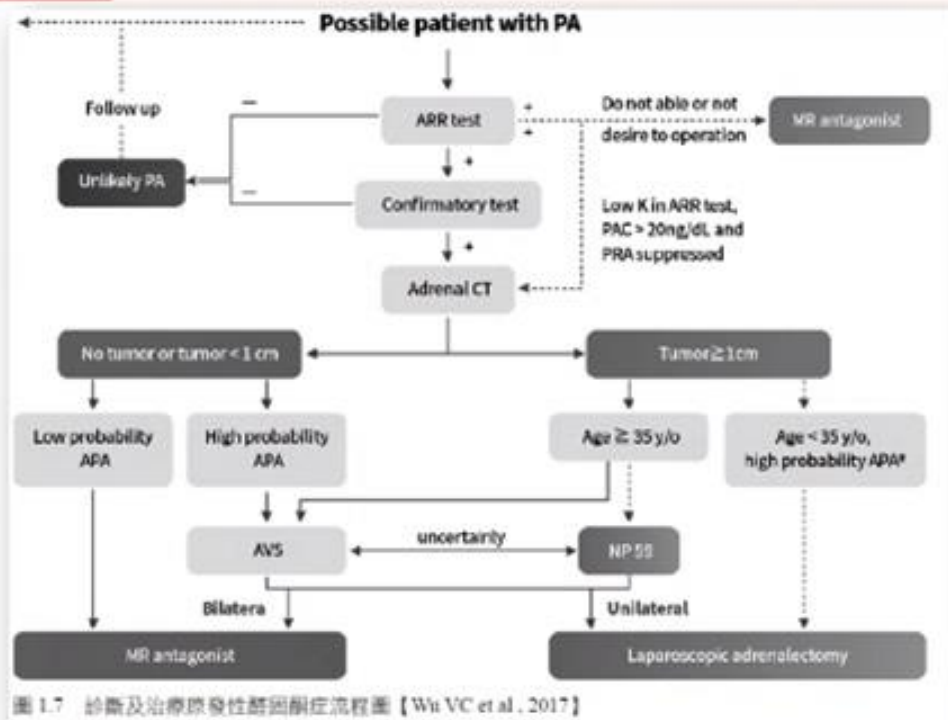 Possible patient with PA
Follow up
ARR test
Do not able or not
desire to operation
MR antagonist
Unlikely PA
Confirmatory test
Low K in ARR test,
PAC > 20ng/dL and
PRA suppressed
Adrenal CT
No tumor or tumor < 1 cm
Tumor ≧ 1cm
Low probability
APA
High probability
APA
Age ≧ 35 y/o
Age < 35 y/o,
high probability APA*
AVS
uncertainly
NP 59
Bilatera
Unilateral
MR antagonist
Laparoscopic adrenalectomy
圖 1.7 診斷及治療原發性醛固酮症流程圖【Wu VC et al , 2017】